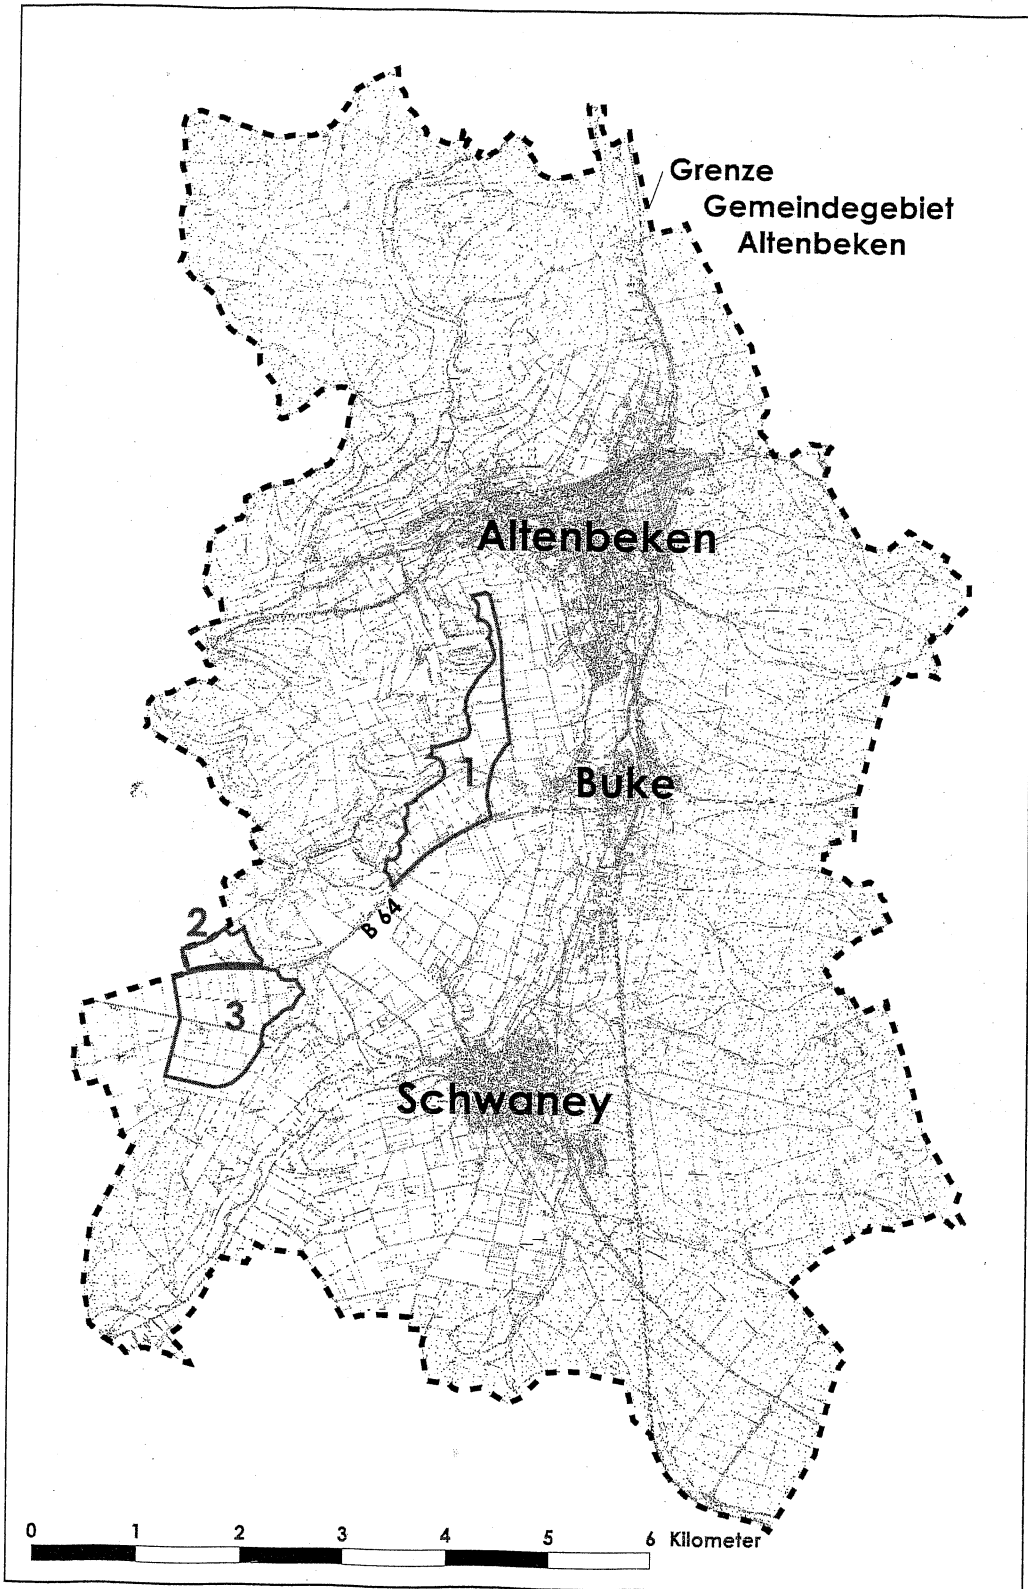 Grenze
Gemeindegebiet
Altenbeken
Altenbeken
1
Buke
B 64
2
3
Schwaney
0 1 2 3 4 5 6 Kilometer